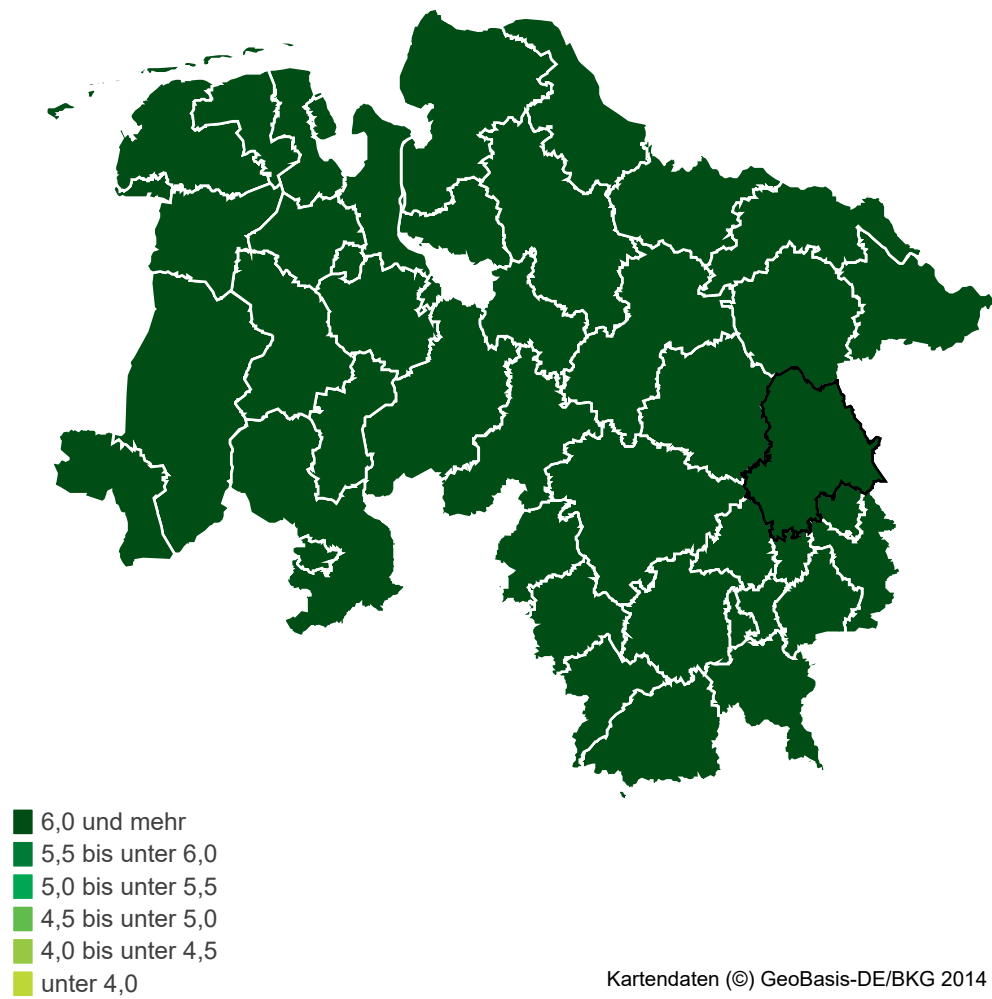 6,0 und mehr
5,5 bis unter 6,0
5,0 bis unter 5,5
4,5 bis unter 5,0
4,0 bis unter 4,5
unter 4,0
Kartendaten (©) GeoBasis-DE/BKG 2014